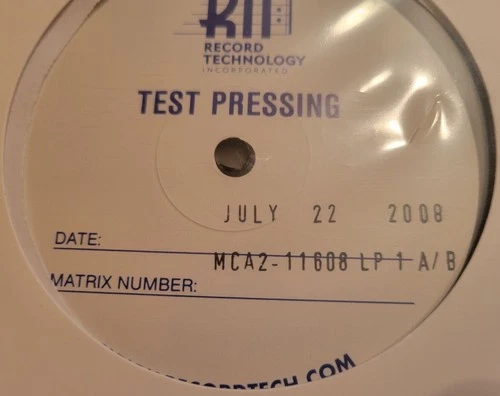 RTI
RECORD
TECHNOLOGY
INCORPORATED
TEST PRESSING
JULY 22 2008
DATE:
MCA2-11608 LP 1 A/B
MATRIX NUMBER:
RECORDTECH.COM